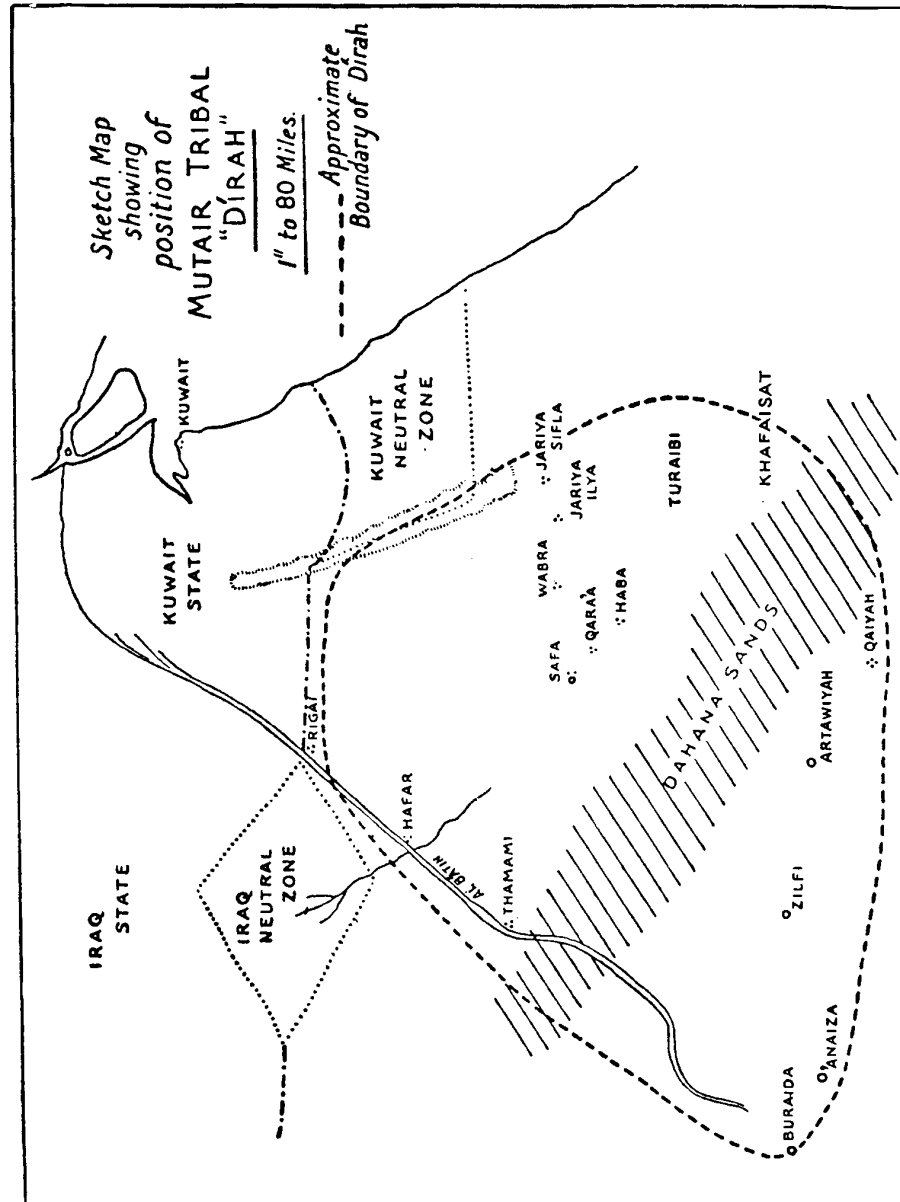 Sketch Map
showing
position of
MUTAIR TRIBAL
"DÍRAH"
1" to 80 Miles.
Approximate
Boundary of Dirah
IRAQ
STATE
IRAQ
NEUTRAL
ZONE
KUWAIT
STATE
KUWAIT
KUWAIT
NEUTRAL
ZONE
RIGAI
HAFAR
AL BĀTIN
THAMAMI
SAFA
WABRA
QARA'A
HABA
JARIYA
SIFLA
JARIYA
ILYA
TURAIBI
KHAFAISAT
DAHANA SANDS
QAIYAH
ARTAWIYAH
ZILFI
ANAIZA
BURAIDA